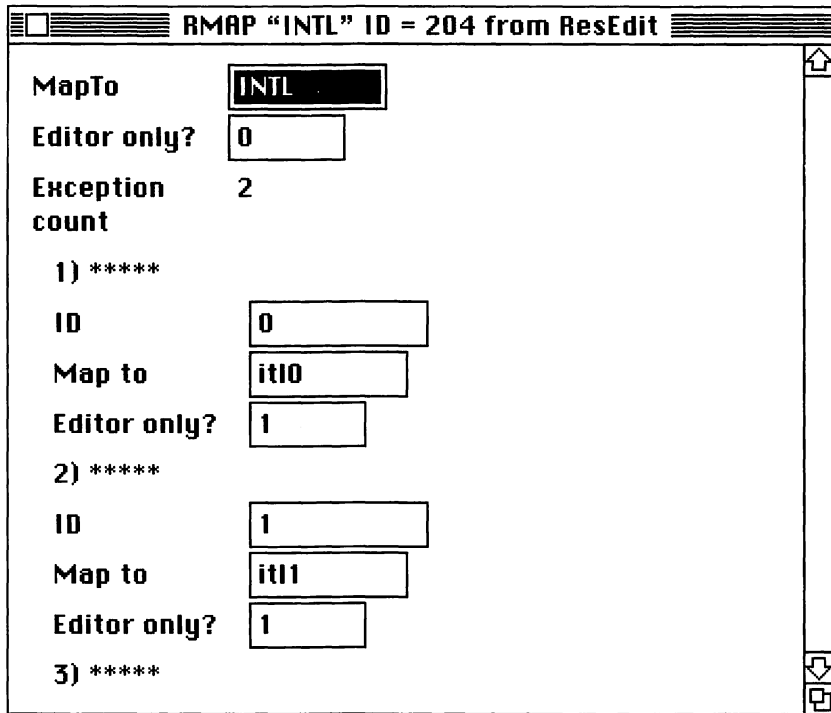 RMAP “INTL” ID = 204 from ResEdit
MapTo INTL
Editor only? 0
Exception count 2
1) *****
ID 0
Map to itl0
Editor only? 1
2) *****
ID 1
Map to itl1
Editor only? 1
3) *****